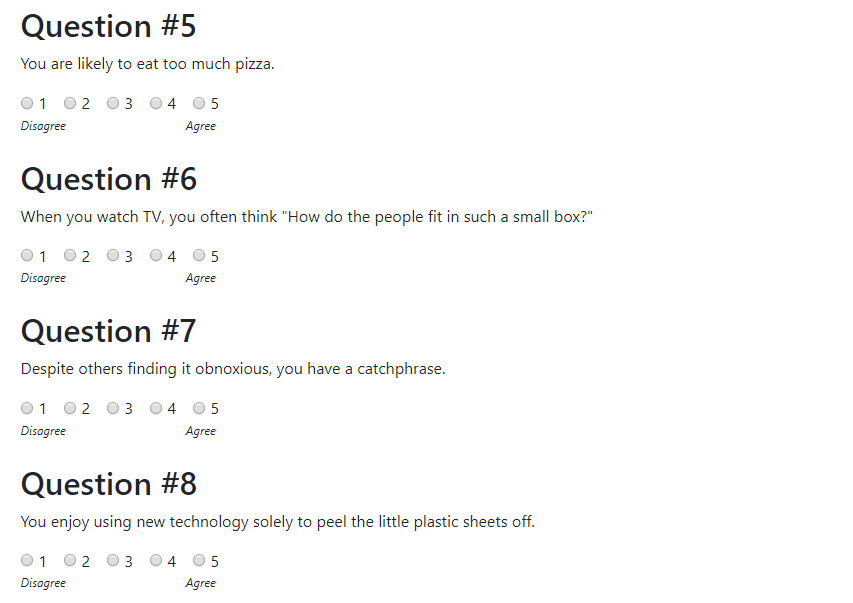 Question #5
You are likely to eat too much pizza.
1 2 3 4 5
Disagree Agree
Question #6
When you watch TV, you often think "How do the people fit in such a small box?"
1 2 3 4 5
Disagree Agree
Question #7
Despite others finding it obnoxious, you have a catchphrase.
1 2 3 4 5
Disagree Agree
Question #8
You enjoy using new technology solely to peel the little plastic sheets off.
1 2 3 4 5
Disagree Agree